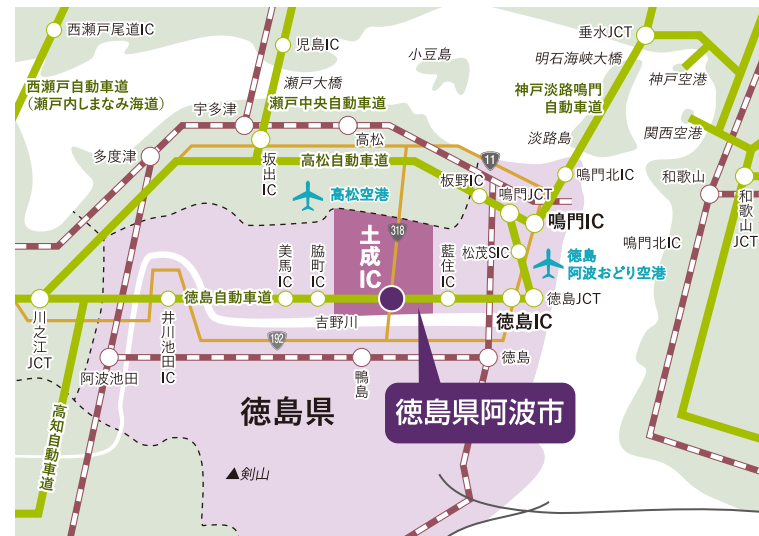 西瀬戸尾道IC
児島IC
小豆島
垂水JCT
明石海峡大橋
西瀬戸自動車道
(瀬戸内しまなみ海道)
瀬戸大橋
神戸淡路鳴門
自動車道
神戸空港
宇多津
瀬戸中央自動車道
関西空港
高松
淡路島
多度津
坂出IC
高松自動車道
11
板野IC
鳴門JCT
鳴門北IC
和歌山
和歌山JCT
高松空港
鳴門IC
318
土成IC
鳴門北IC
松茂SIC
徳島
阿波おどり空港
美馬IC
脇町IC
藍住IC
徳島自動車道
徳島JCT
吉野川
徳島IC
川之江JCT
井川池田IC
192
阿波池田
鴨島
徳島
高知自動車道
徳島県
徳島県阿波市
▲剣山